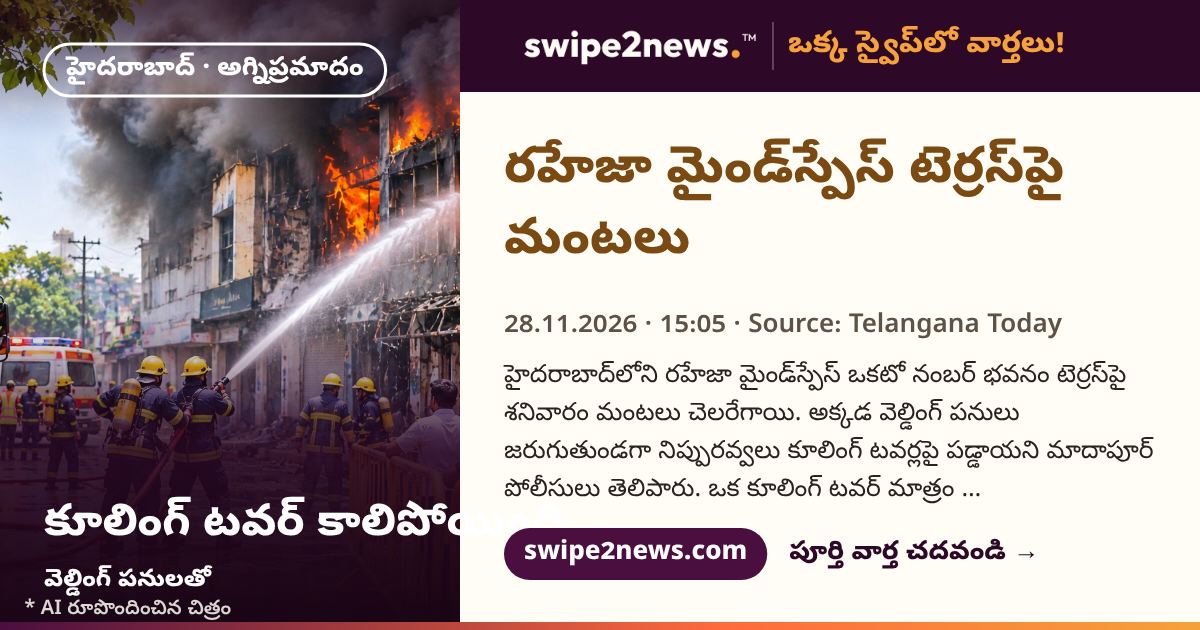 హైదరాబాద్ · అగ్నిప్రమాదం
కూలింగ్ టవర్
వెల్డింగ్ పనులతో
* AI రూపొందించిన చిత్రం
swipe2news.™
ఒక్క స్వైప్‌లో వార్తలు!
రహేజా మైండ్‌స్పేస్ టెర్రస్‌పై
మంటలు
28.11.2026 · 15:05 · Source: Telangana Today
హైదరాబాద్‌లోని రహేజా మైండ్‌స్పేస్ ఒకటో నంబర్ భవనం టెర్రస్‌పై
శనివారం మంటలు చెలరేగాయి. అక్కడ వెల్డింగ్ పనులు
జరుగుతుండగా నిప్పురవ్వలు కూలింగ్ టవర్లపై పడ్డాయని మాదాపూర్
పోలీసులు తెలిపారు. ఒక కూలింగ్ టవర్ మాత్రం ...
swipe2news.com
పూర్తి వార్త చదవండి →